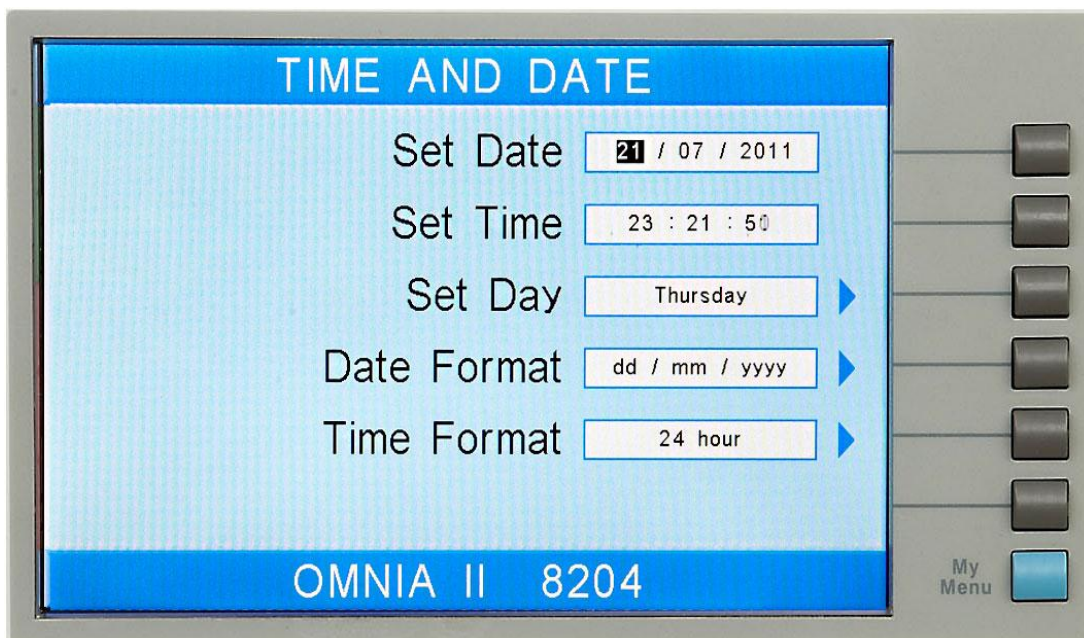 TIME AND DATE
Set Date 21 / 07 / 2011
Set Time 23 : 21 : 50
Set Day Thursday
Date Format dd / mm / yyyy
Time Format 24 hour
OMNIA II 8204
My
Menu